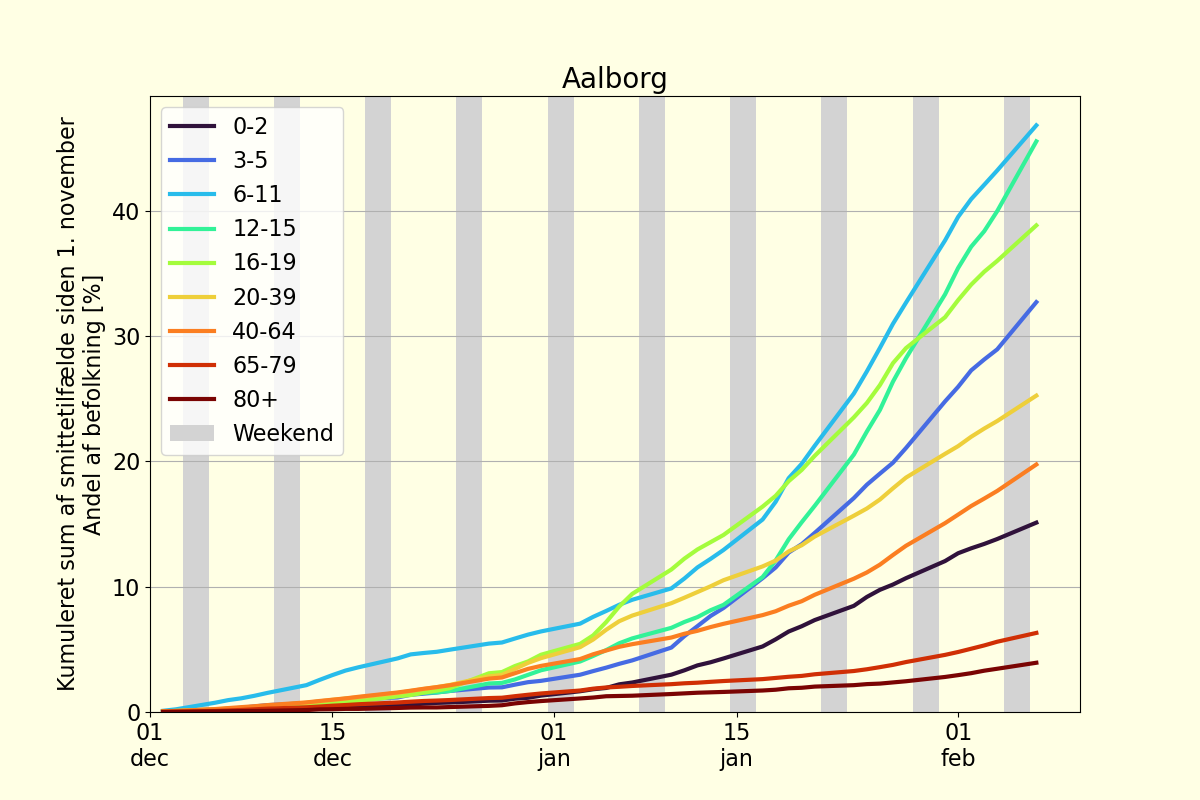 Aalborg
Kumuleret sum af smittetilfælde siden 1. november
Andel af befolkning [%]
40
30
20
10
0
0-2
3-5
6-11
12-15
16-19
20-39
40-64
65-79
80+
Weekend
01 15 01 15 01
dec dec jan jan feb